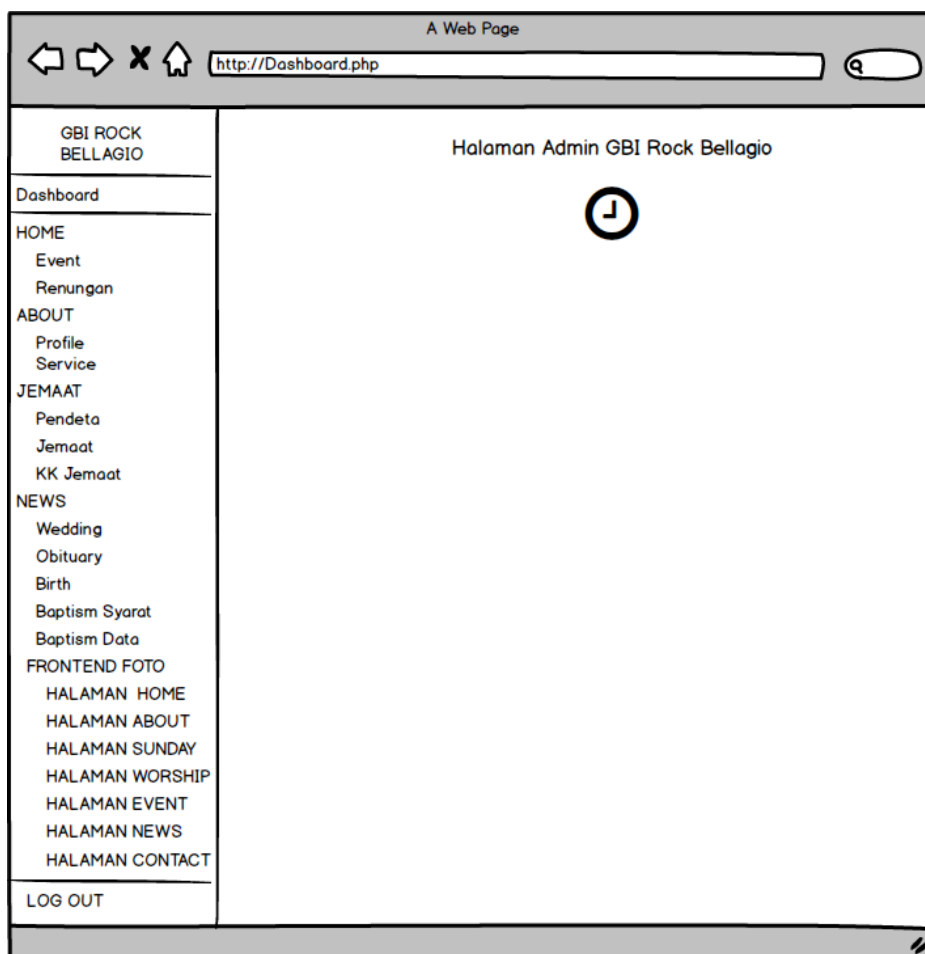 A Web Page
http://Dashboard.php
GBI ROCK
BELLAGIO
Dashboard
HOME
Event
Renungan
ABOUT
Profile
Service
JEMAAT
Pendeta
Jemaat
KK Jemaat
NEWS
Wedding
Obituary
Birth
Baptism Syarat
Baptism Data
FRONTEND FOTO
HALAMAN HOME
HALAMAN ABOUT
HALAMAN SUNDAY
HALAMAN WORSHIP
HALAMAN EVENT
HALAMAN NEWS
HALAMAN CONTACT
LOG OUT
Halaman Admin GBI Rock Bellagio